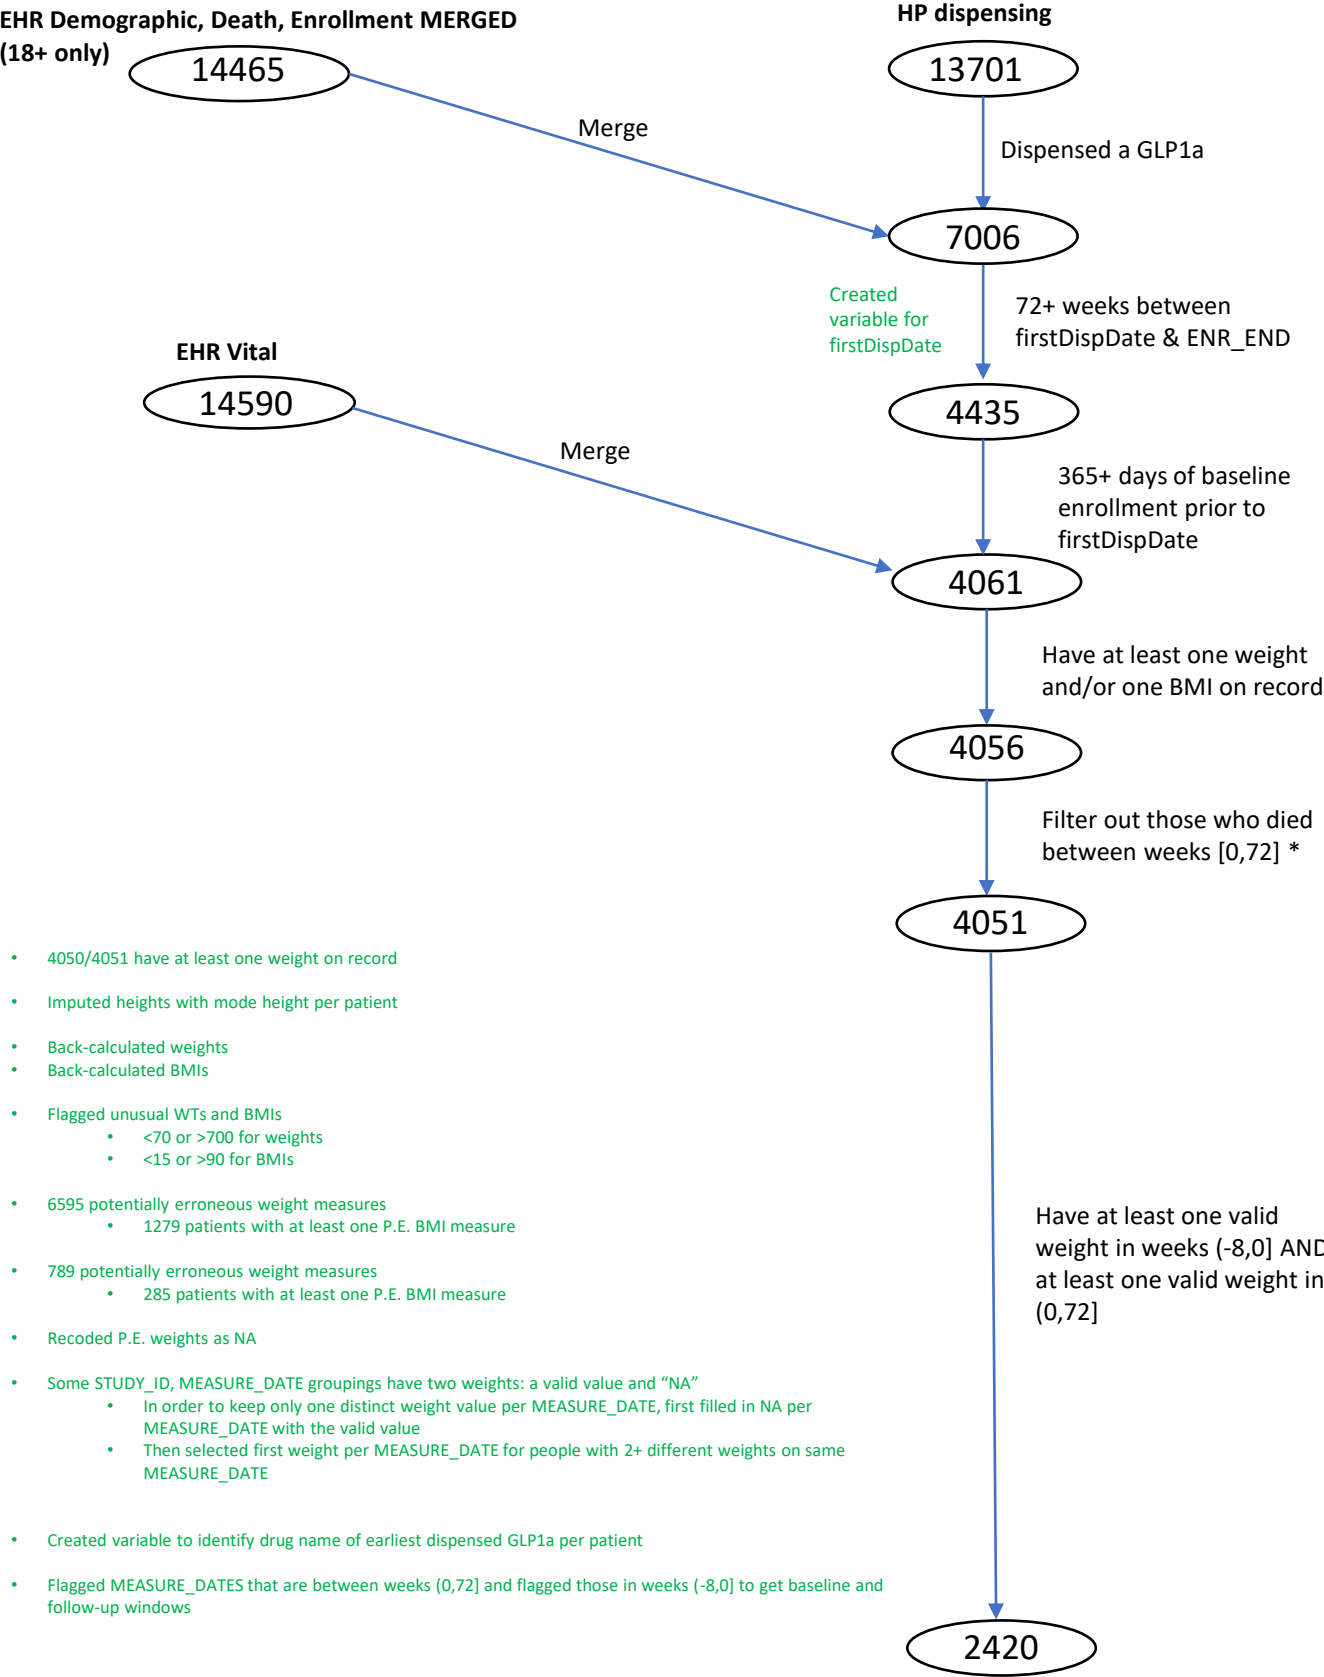 EHR Demographic, Death, Enrollment MERGED
(18+ only)
14465
HP dispensing
13701
Merge
Dispensed a GLP1a
7006
Created
variable for
firstDispDate
72+ weeks between
firstDispDate & ENR_END
EHR Vital
14590
4435
Merge
365+ days of baseline
enrollment prior to
firstDispDate
4061
Have at least one weight
and/or one BMI on record
4056
Filter out those who died
between weeks [0,72] *
4051
• 4050/4051 have at least one weight on record
• Imputed heights with mode height per patient
• Back-calculated weights
• Back-calculated BMIs
• Flagged unusual WTs and BMIs
• <70 or >700 for weights
• <15 or >90 for BMIs
• 6595 potentially erroneous weight measures
• 1279 patients with at least one P.E. BMI measure
• 789 potentially erroneous weight measures
• 285 patients with at least one P.E. BMI measure
• Recoded P.E. weights as NA
• Some STUDY_ID, MEASURE_DATE groupings have two weights: a valid value and “NA”
• In order to keep only one distinct weight value per MEASURE_DATE, first filled in NA per
MEASURE_DATE with the valid value
• Then selected first weight per MEASURE_DATE for people with 2+ different weights on same
MEASURE_DATE
• Created variable to identify drug name of earliest dispensed GLP1a per patient
• Flagged MEASURE_DATES that are between weeks (0,72] and flagged those in weeks (-8,0] to get baseline and
follow-up windows
Have at least one valid
weight in weeks (-8,0] AND
at least one valid weight in
(0,72]
2420